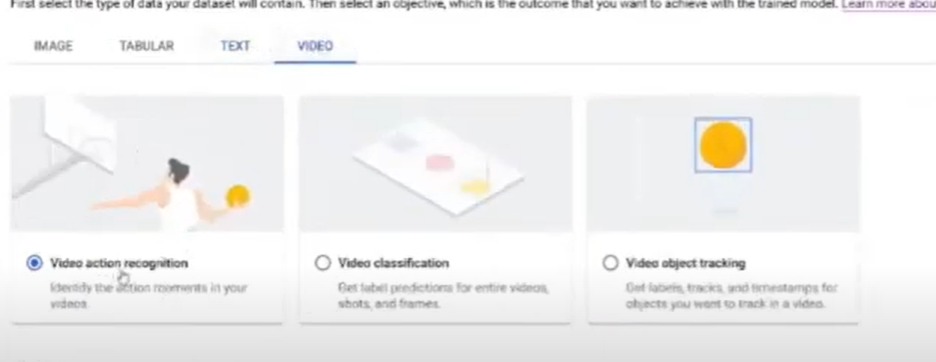 First select the type of data your dataset will contain. Then select an objective, which is the outcome that you want to achieve with the trained model. Learn more abou
IMAGE TABULAR TEXT VIDEO
Video action recognition
Identify the action moments in your
videos.
Video classification
Get label predictions for entire videos,
shots, and frames.
Video object tracking
Get labels, tracks, and timestamps for
objects you want to track in a video.